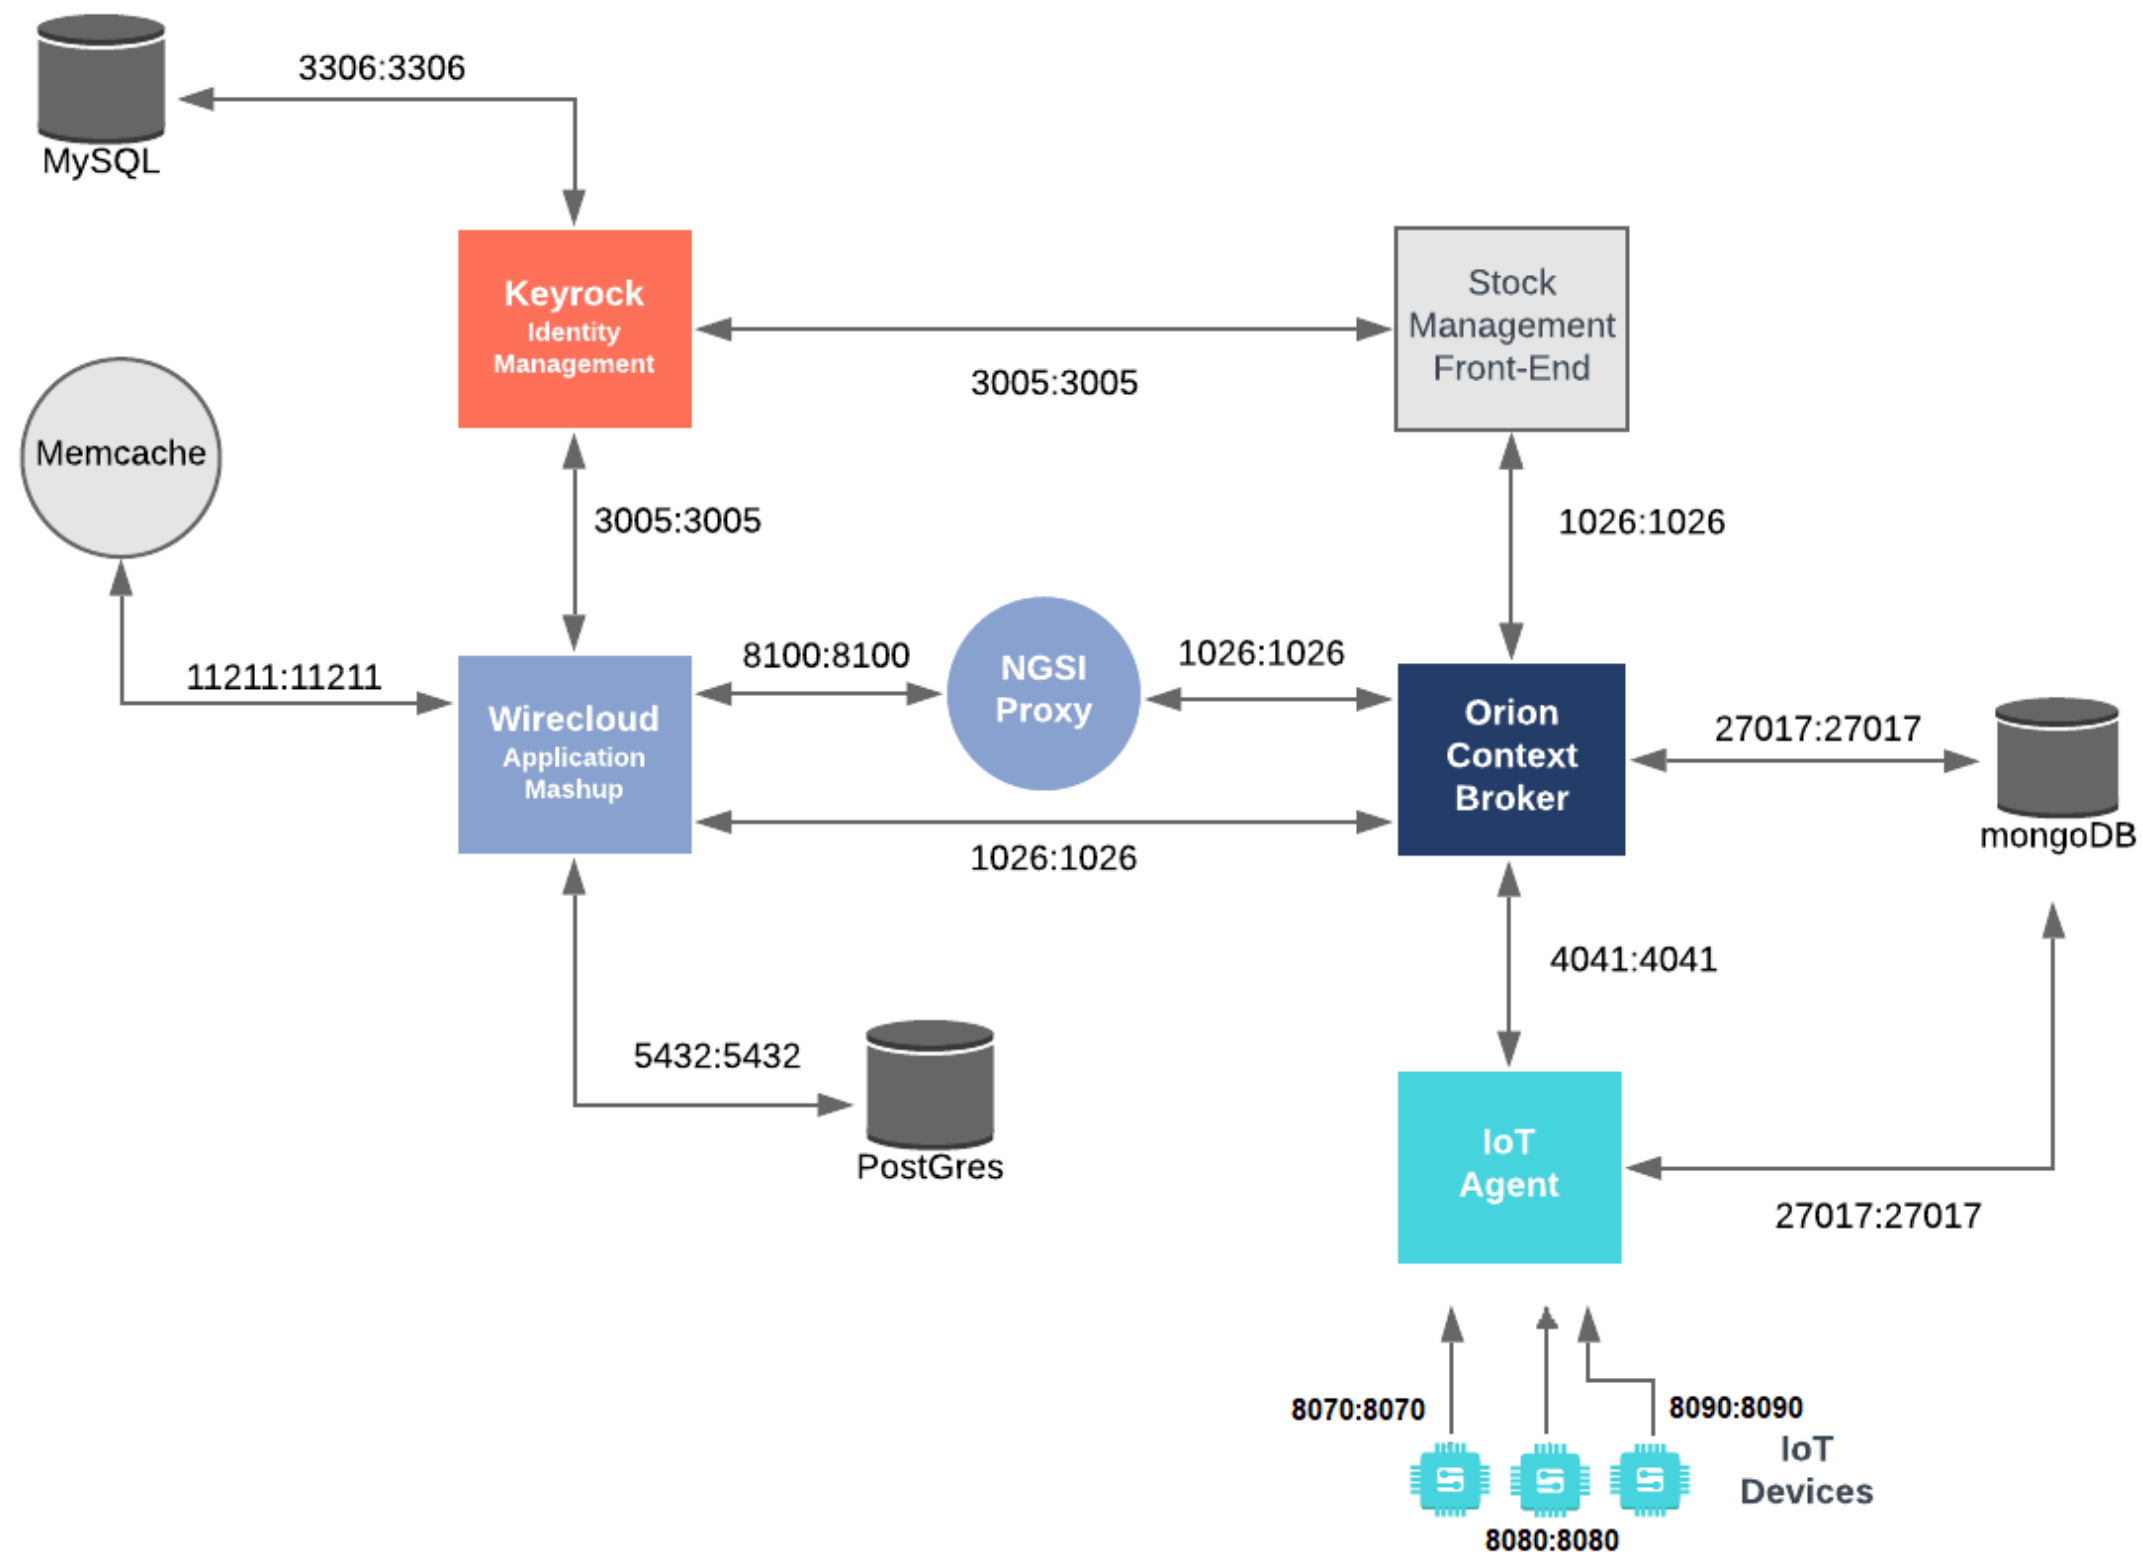 3306:3306
MySQL
Keyrock
Identity
Management
Stock
Management
Front-End
3005:3005
Memcache
3005:3005
1026:1026
11211:11211
8100:8100
NGSI
Proxy
1026:1026
Wirecloud
Application
Mashup
Orion
Context
Broker
27017:27017
mongoDB
1026:1026
4041:4041
5432:5432
PostGres
IoT
Agent
27017:27017
8070:8070
8090:8090
IoT
Devices
8080:8080